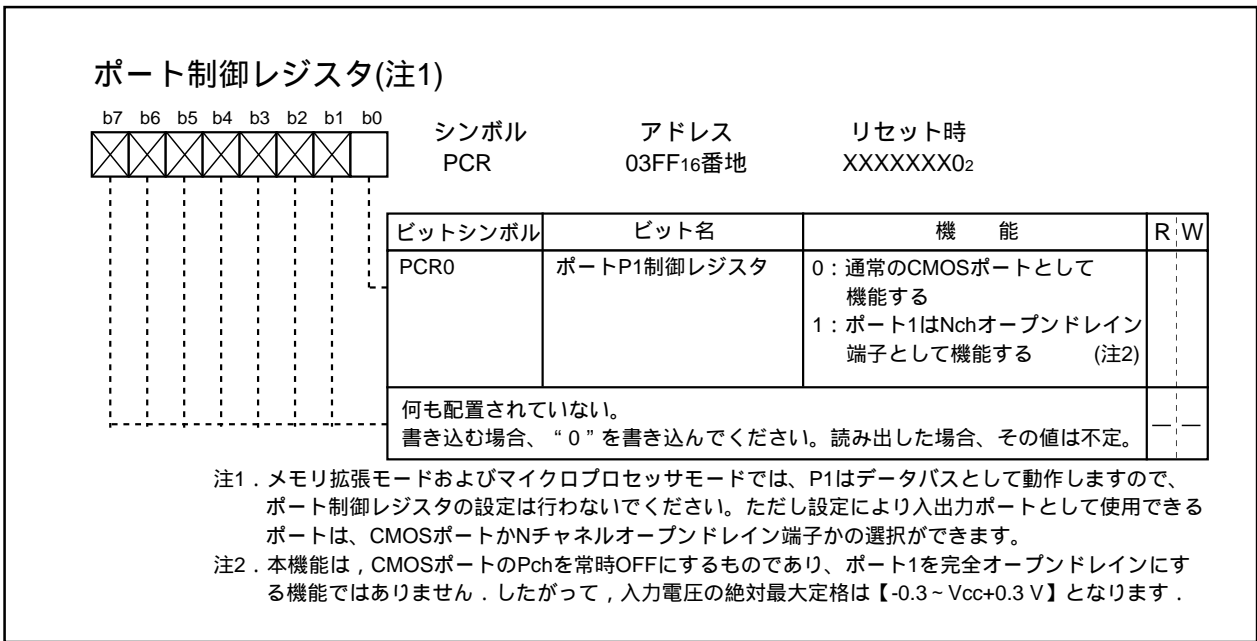 ポート制御レジスタ(注1)
b7 b6 b5 b4 b3 b2 b1 b0
シンボル アドレス リセット時
PCR 03FF16番地 XXXXXXX02
ビットシンボル ビット名 機 能 R W
PCR0 ポートP1制御レジスタ 0：通常のCMOSポートとして
機能する
1：ポート1はNchオープンドレイン
端子として機能する (注2)
何も配置されていない。
書き込む場合、“0”を書き込んでください。読み出した場合、その値は不定。 — —
注1．メモリ拡張モードおよびマイクロプロセッサモードでは、P1はデータバスとして動作しますので、
ポート制御レジスタの設定は行わないでください。ただし設定により入出力ポートとして使用できる
ポートは、CMOSポートかNチャネルオープンドレイン端子かの選択ができます。
注2．本機能は，CMOSポートのPchを常時OFFにするものであり、ポート1を完全オープンドレインにす
る機能ではありません．したがって，入力電圧の絶対最大定格は【-0.3～Vcc+0.3 V】となります．